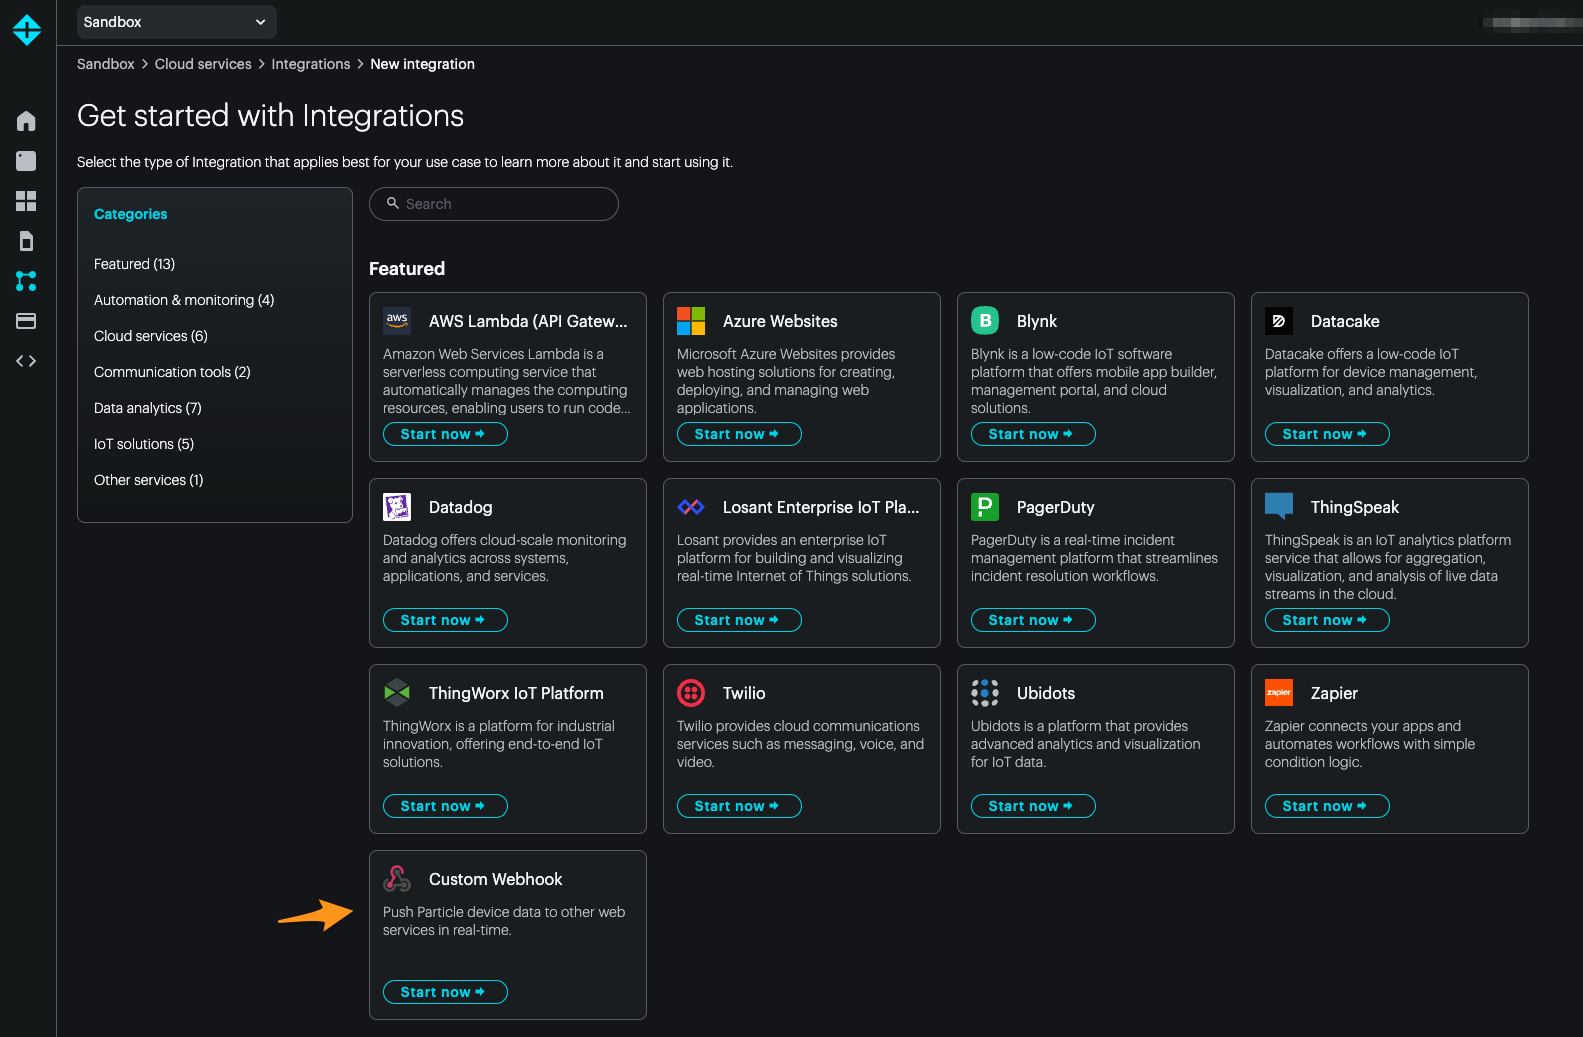 Sandbox
Sandbox > Cloud services > Integrations > New integration
Get started with Integrations
Select the type of Integration that applies best for your use case to learn more about it and start using it.
Categories
Featured (13)
Automation & monitoring (4)
Cloud services (6)
Communication tools (2)
Data analytics (7)
IoT solutions (5)
Other services (1)
Search
Featured
aws
AWS Lambda (API Gatew...
Amazon Web Services Lambda is a
serverless computing service that
automatically manages the computing
resources, enabling users to run code...
Start now
Azure Websites
Microsoft Azure Websites provides
web hosting solutions for creating,
deploying, and managing web
applications.
Start now
B
Blynk
Blynk is a low-code IoT software
platform that offers mobile app builder,
management portal, and cloud
solutions.
Start now
Datacake
Datacake offers a low-code IoT
platform for device management,
visualization, and analytics.
Start now
Datadog
Datadog offers cloud-scale monitoring
and analytics across systems,
applications, and services.
Start now
Losant Enterprise IoT Pla...
Losant provides an enterprise IoT
platform for building and visualizing
real-time Internet of Things solutions.
Start now
P
PagerDuty
PagerDuty is a real-time incident
management platform that streamlines
incident resolution workflows.
Start now
ThingSpeak
ThingSpeak is an IoT analytics platform
service that allows for aggregation,
visualization, and analysis of live data
streams in the cloud.
Start now
ThingWorx IoT Platform
ThingWorx is a platform for industrial
innovation, offering end-to-end IoT
solutions.
Start now
Twilio
Twilio provides cloud communications
services such as messaging, voice, and
video.
Start now
Ubidots
Ubidots is a platform that provides
advanced analytics and visualization
for IoT data.
Start now
zapier
Zapier
Zapier connects your apps and
automates workflows with simple
condition logic.
Start now
Custom Webhook
Push Particle device data to other web
services in real-time.
Start now